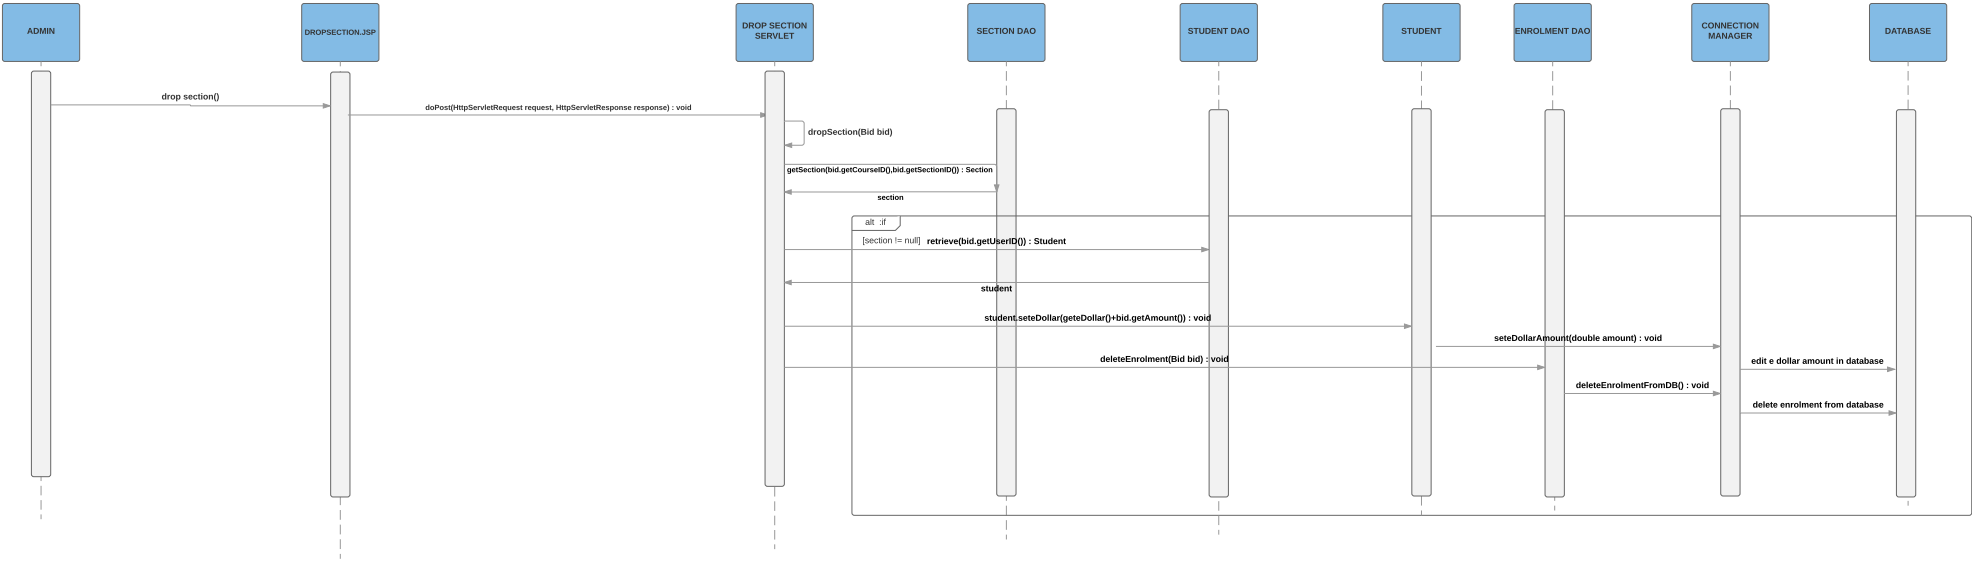 ADMIN
DROPSECTION.JSP
DROP SECTION
SERVLET
SECTION DAO
STUDENT DAO
STUDENT
ENROLMENT DAO
CONNECTION
MANAGER
DATABASE
drop section()
doPost(HttpServletRequest request, HttpServletResponse response) : void
dropSection(Bid bid)
getSection(bid.getCourseID(),bid.getSectionID()) : Section
section
alt :if
[section != null] retrieve(bid.getUserID()) : Student
student
student.seteDollar(geteDollar()+bid.getAmount()) : void
seteDollarAmount(double amount) : void
deleteEnrolment(Bid bid) : void
edit e dollar amount in database
deleteEnrolmentFromDB() : void
delete enrolment from database